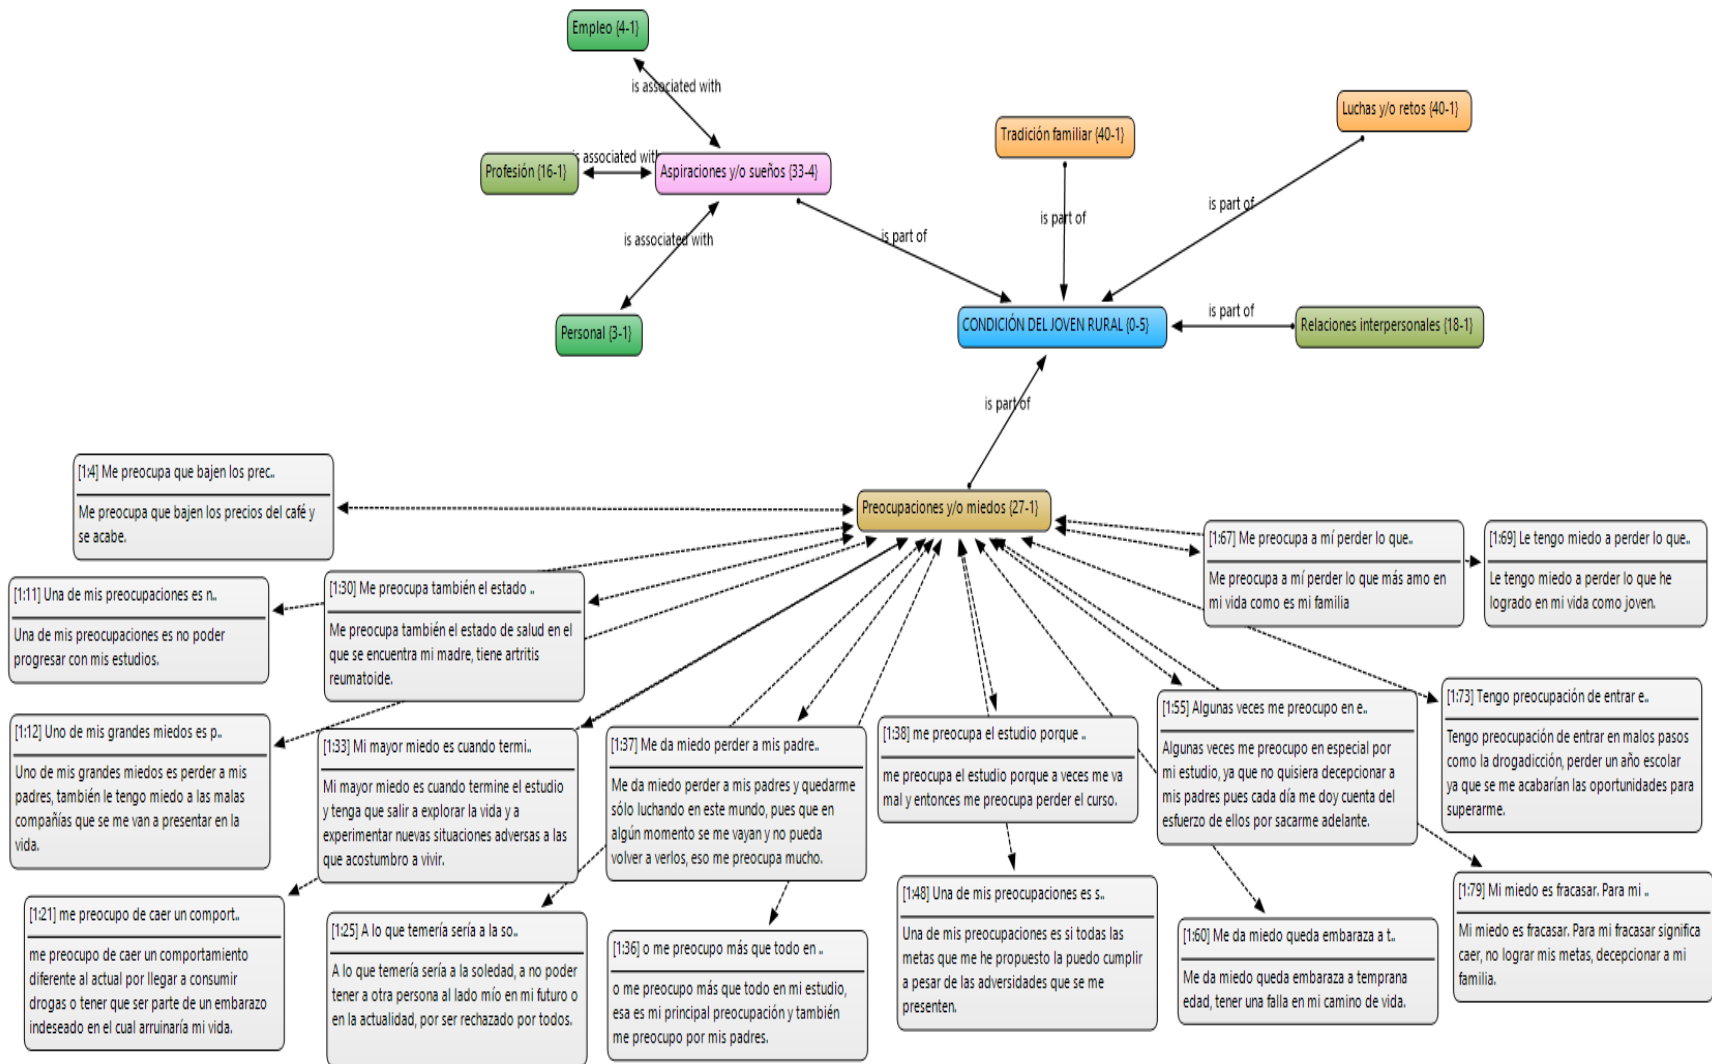 Empleo {4-1}
is associated with
Luchas y/o retos {40-1}
Tradición familiar {40-1}
is associated with
Profesión {16-1}
Aspiraciones y/o sueños {33-4}
is part of
is part of
is associated with
is part of
is part of
CONDICIÓN DEL JOVEN RURAL {0-5}
Relaciones interpersonales {18-1}
Personal {3-1}
is part of
Preocupaciones y/o miedos {27-1}
[1:4] Me preocupa que bajen los prec..
Me preocupa que bajen los precios del café y
se acabe.
[1:67] Me preocupa a mí perder lo que..
Me preocupa a mí perder lo que más amo en
mi vida como es mi familia
[1:69] Le tengo miedo a perder lo que..
Le tengo miedo a perder lo que he
logrado en mi vida como joven.
[1:11] Una de mis preocupaciones es n..
Una de mis preocupaciones es no poder
progresar con mis estudios.
[1:30] Me preocupa también el estado ..
Me preocupa también el estado de salud en el
que se encuentra mi madre, tiene artritis
reumatoide.
[1:12] Uno de mis grandes miedos es p..
Uno de mis grandes miedos es perder a mis
padres, también le tengo miedo a las malas
compañías que se me van a presentar en la
vida.
[1:33] Mi mayor miedo es cuando termi..
Mi mayor miedo es cuando termine el estudio
y tenga que salir a explorar la vida y a
experimentar nuevas situaciones adversas a las
que acostumbro a vivir.
[1:37] Me da miedo perder a mis padre..
Me da miedo perder a mis padres y quedarme
sólo luchando en este mundo, pues que en
algún momento se me vayan y no pueda
volver a verlos, eso me preocupa mucho.
[1:38] me preocupa el estudio porque ..
me preocupa el estudio porque a veces me va
mal y entonces me preocupa perder el curso.
[1:55] Algunas veces me preocupo en e..
Algunas veces me preocupo en especial por
mi estudio, ya que no quisiera decepcionar a
mis padres pues cada día me doy cuenta del
esfuerzo de ellos por sacarme adelante.
[1:73] Tengo preocupación de entrar e..
Tengo preocupación de entrar en malos pasos
como la drogadicción, perder un año escolar
ya que se me acabarían las oportunidades para
superarme.
[1:21] me preocupo de caer un comport..
me preocupo de caer un comportamiento
diferente al actual por llegar a consumir
drogas o tener que ser parte de un embarazo
indeseado en el cual arruinaría mi vida.
[1:25] A lo que temería sería a la so..
A lo que temería sería a la soledad, a no poder
tener a otra persona al lado mío en mi futuro o
en la actualidad, por ser rechazado por todos.
[1:36] o me preocupo más que todo en ..
o me preocupo más que todo en mi estudio,
esa es mi principal preocupación y también
me preocupo por mis padres.
[1:48] Una de mis preocupaciones es s..
Una de mis preocupaciones es si todas las
metas que me he propuesto la puedo cumplir
a pesar de las adversidades que se me
presenten.
[1:60] Me da miedo queda embaraza a t..
Me da miedo queda embaraza a temprana
edad, tener una falla en mi camino de vida.
[1:79] Mi miedo es fracasar. Para mi ..
Mi miedo es fracasar. Para mi fracasar significa
caer, no lograr mis metas, decepcionar a mi
familia.